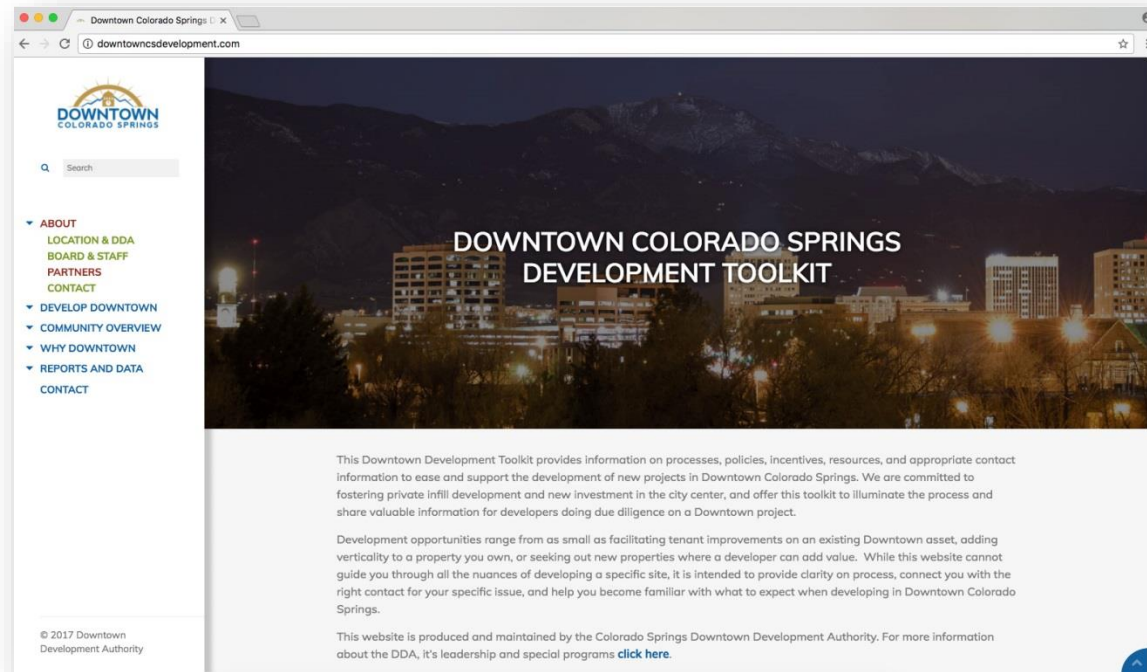 Downtown Colorado Springs D
downtowncsdevelopment.com
DOWNTOWN
COLORADO SPRINGS
Search
ABOUT
LOCATION & DDA
BOARD & STAFF
PARTNERS
CONTACT
DEVELOP DOWNTOWN
COMMUNITY OVERVIEW
WHY DOWNTOWN
REPORTS AND DATA
CONTACT
© 2017 Downtown
Development Authority
DOWNTOWN COLORADO SPRINGS
DEVELOPMENT TOOLKIT
This Downtown Development Toolkit provides information on processes, policies, incentives, resources, and appropriate contact
information to ease and support the development of new projects in Downtown Colorado Springs. We are committed to
fostering private infill development and new investment in the city center, and offer this toolkit to illuminate the process and
share valuable information for developers doing due diligence on a Downtown project.
Development opportunities range from as small as facilitating tenant improvements on an existing Downtown asset, adding
verticality to a property you own, or seeking out new properties where a developer can add value. While this website cannot
guide you through all the nuances of developing a specific site, it is intended to provide clarity on process, connect you with the
right contact for your specific issue, and help you become familiar with what to expect when developing in Downtown Colorado
Springs.
This website is produced and maintained by the Colorado Springs Downtown Development Authority. For more information
about the DDA, it's leadership and special programs click here.